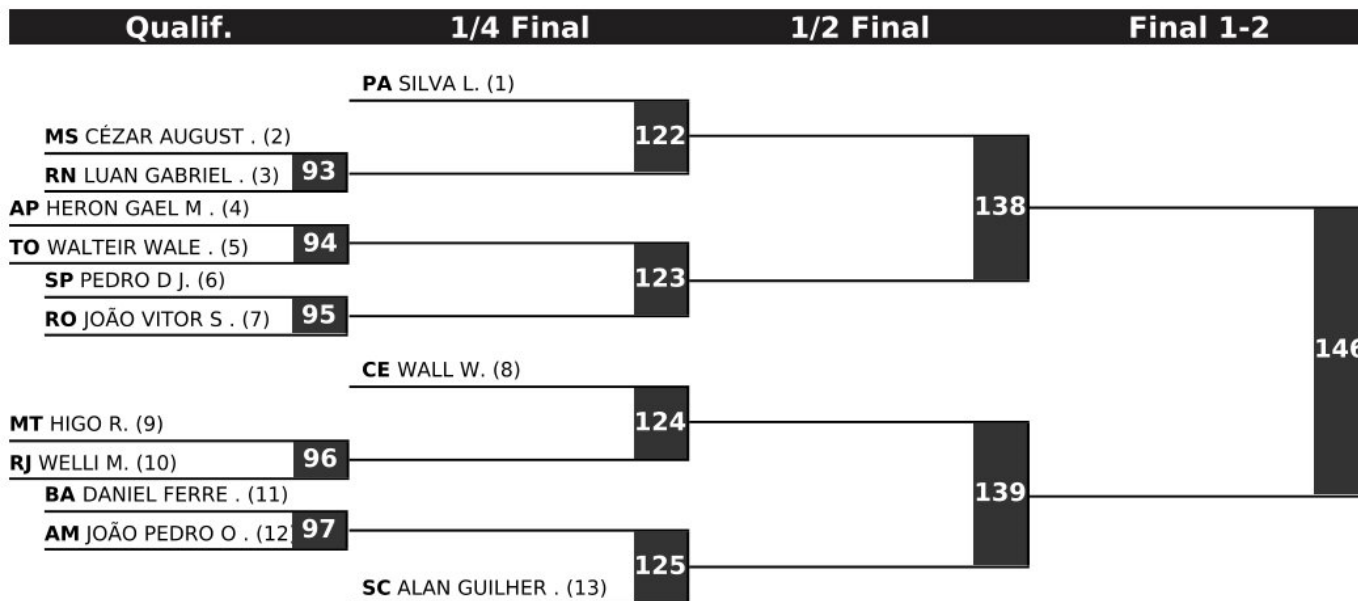 Qualif. 1/4 Final 1/2 Final Final 1-2
PA SILVA L. (1)
122
MS CÉZAR AUGUST . (2)
93
RN LUAN GABRIEL . (3)
138
AP HERON GAEL M . (4)
94
TO WALTEIR WALE . (5)
123
SP PEDRO D J. (6)
95
RO JOÃO VITOR S . (7)
146
CE WALL W. (8)
124
MT HIGO R. (9)
96
RJ WELLI M. (10)
139
BA DANIEL FERRE . (11)
97
AM JOÃO PEDRO O . (12
125
SC ALAN GUILHER . (13)